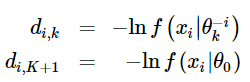 d_{i,k} = −ln f (x_i|θ_k^{−i})
d_{i,K+1} = −ln f (x_i|θ_0)